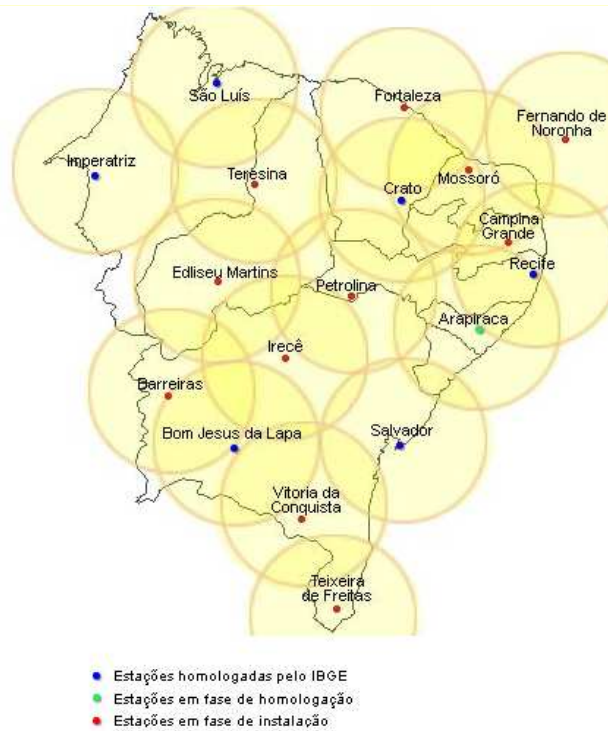 São Luís
Fortaleza
Fernando de
Noronha
Imperatriz
Teresina
Crato
Mossoró
Campina
Grande
Recife
Edliseu Martins
Petrolina
Arapiraca
Irecê
Barreiras
Bom Jesus da Lapa
Salvador
Vitoria da
Conquista
Teixeira
de Freitas
Estações homologadas pelo IBGE
Estações em fase de homologação
Estações em fase de instalação